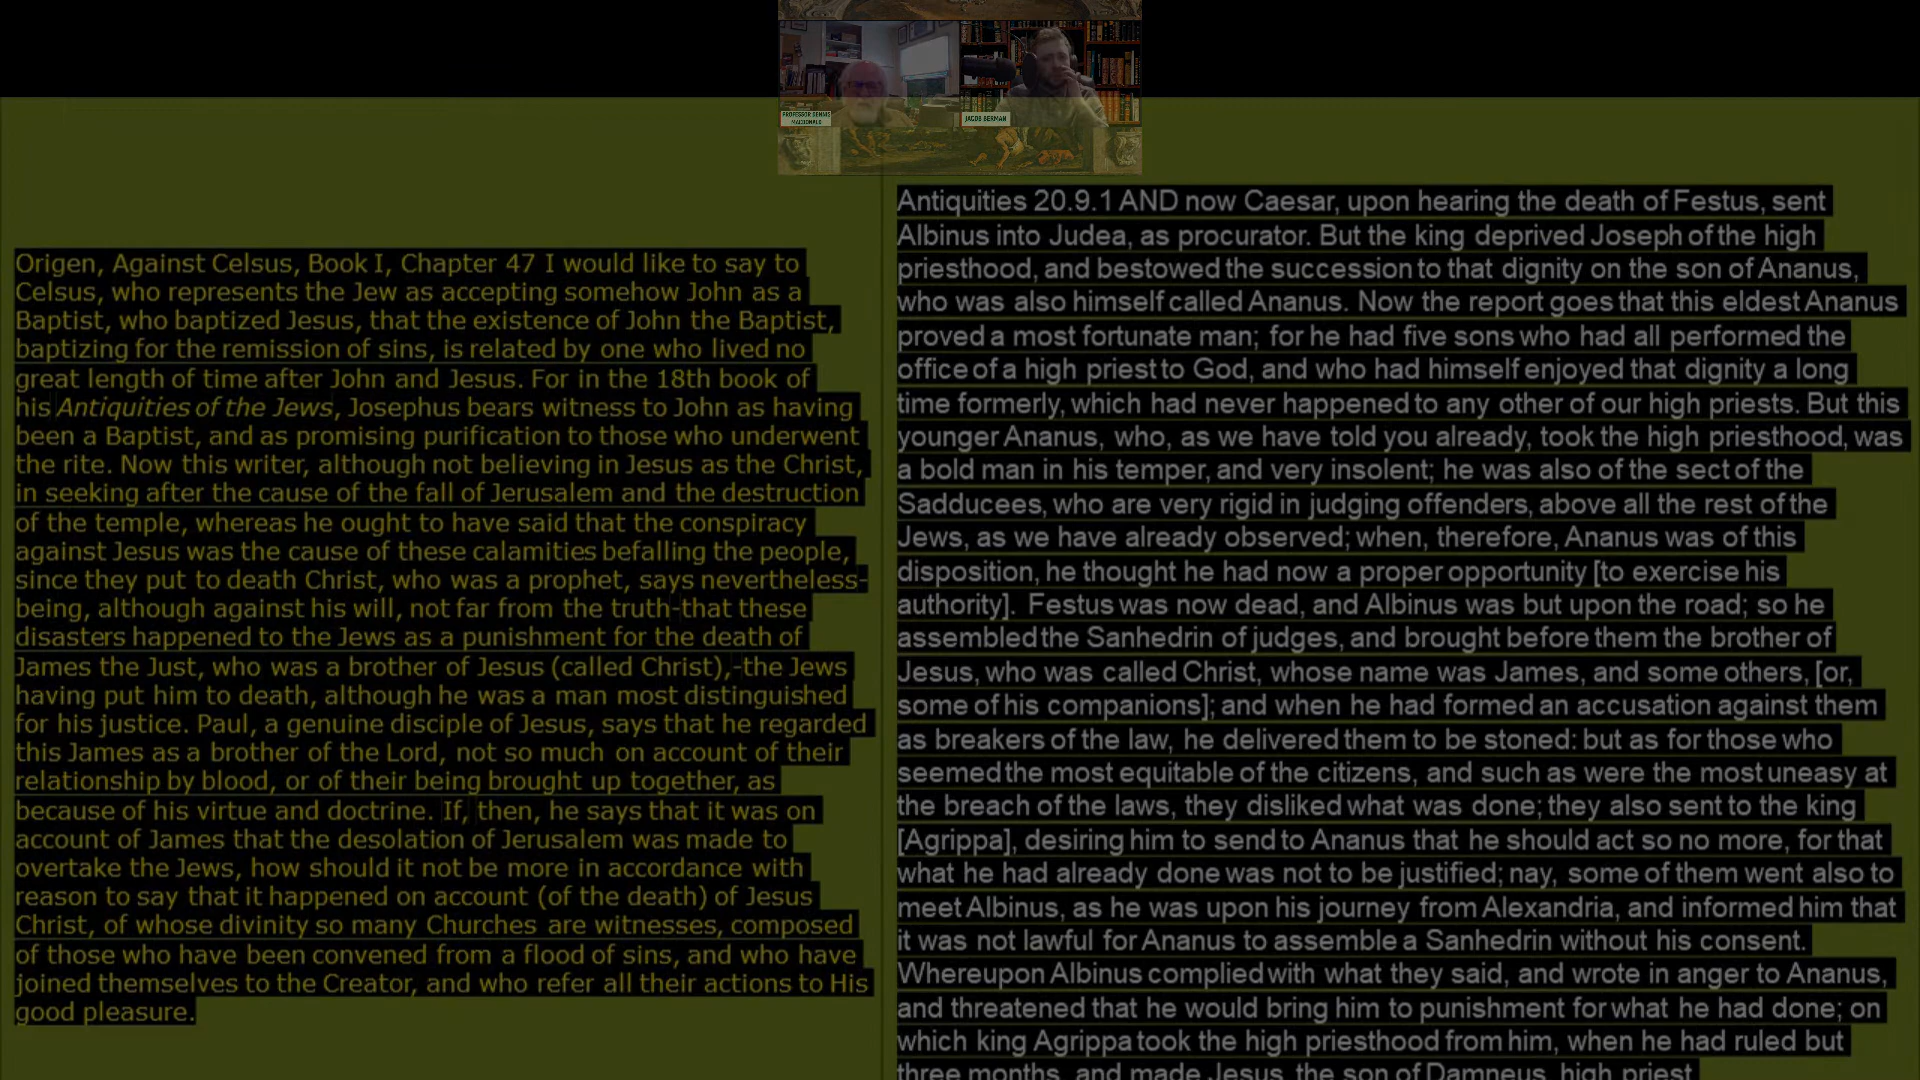 PROFESSOR DENNIS
MACDONALD
JACOB BERMAN
Origen, Against Celsus, Book I, Chapter 47 I would like to say to
Celsus, who represents the Jew as accepting somehow John as a
Baptist, who baptized Jesus, that the existence of John the Baptist,
baptizing for the remission of sins, is related by one who lived no
great length of time after John and Jesus. For in the 18th book of
his Antiquities of the Jews, Josephus bears witness to John as having
been a Baptist, and as promising purification to those who underwent
the rite. Now this writer, although not believing in Jesus as the Christ,
in seeking after the cause of the fall of Jerusalem and the destruction
of the temple, whereas he ought to have said that the conspiracy
against Jesus was the cause of these calamities befalling the people,
since they put to death Christ, who was a prophet, says nevertheless-
being, although against his will, not far from the truth-that these
disasters happened to the Jews as a punishment for the death of
James the Just, who was a brother of Jesus (called Christ),-the Jews
having put him to death, although he was a man most distinguished
for his justice. Paul, a genuine disciple of Jesus, says that he regarded
this James as a brother of the Lord, not so much on account of their
relationship by blood, or of their being brought up together, as
because of his virtue and doctrine. If, then, he says that it was on
account of James that the desolation of Jerusalem was made to
overtake the Jews, how should it not be more in accordance with
reason to say that it happened on account (of the death) of Jesus
Christ, of whose divinity so many Churches are witnesses, composed
of those who have been convened from a flood of sins, and who have
joined themselves to the Creator, and who refer all their actions to His
good pleasure.
Antiquities 20.9.1 AND now Caesar, upon hearing the death of Festus, sent
Albinus into Judea, as procurator. But the king deprived Joseph of the high
priesthood, and bestowed the succession to that dignity on the son of Ananus,
who was also himself called Ananus. Now the report goes that this eldest Ananus
proved a most fortunate man; for he had five sons who had all performed the
office of a high priest to God, and who had himself enjoyed that dignity a long
time formerly, which had never happened to any other of our high priests. But this
younger Ananus, who, as we have told you already, took the high priesthood, was
a bold man in his temper, and very insolent; he was also of the sect of the
Sadducees, who are very rigid in judging offenders, above all the rest of the
Jews, as we have already observed; when, therefore, Ananus was of this
disposition, he thought he had now a proper opportunity [to exercise his
authority]. Festus was now dead, and Albinus was but upon the road; so he
assembled the Sanhedrin of judges, and brought before them the brother of
Jesus, who was called Christ, whose name was James, and some others, [or,
some of his companions]; and when he had formed an accusation against them
as breakers of the law, he delivered them to be stoned: but as for those who
seemed the most equitable of the citizens, and such as were the most uneasy at
the breach of the laws, they disliked what was done; they also sent to the king
[Agrippa], desiring him to send to Ananus that he should act so no more, for that
what he had already done was not to be justified; nay, some of them went also to
meet Albinus, as he was upon his journey from Alexandria, and informed him that
it was not lawful for Ananus to assemble a Sanhedrin without his consent.
Whereupon Albinus complied with what they said, and wrote in anger to Ananus,
and threatened that he would bring him to punishment for what he had done; on
which king Agrippa took the high priesthood from him, when he had ruled but
three months, and made Jesus, the son of Damneus, high priest